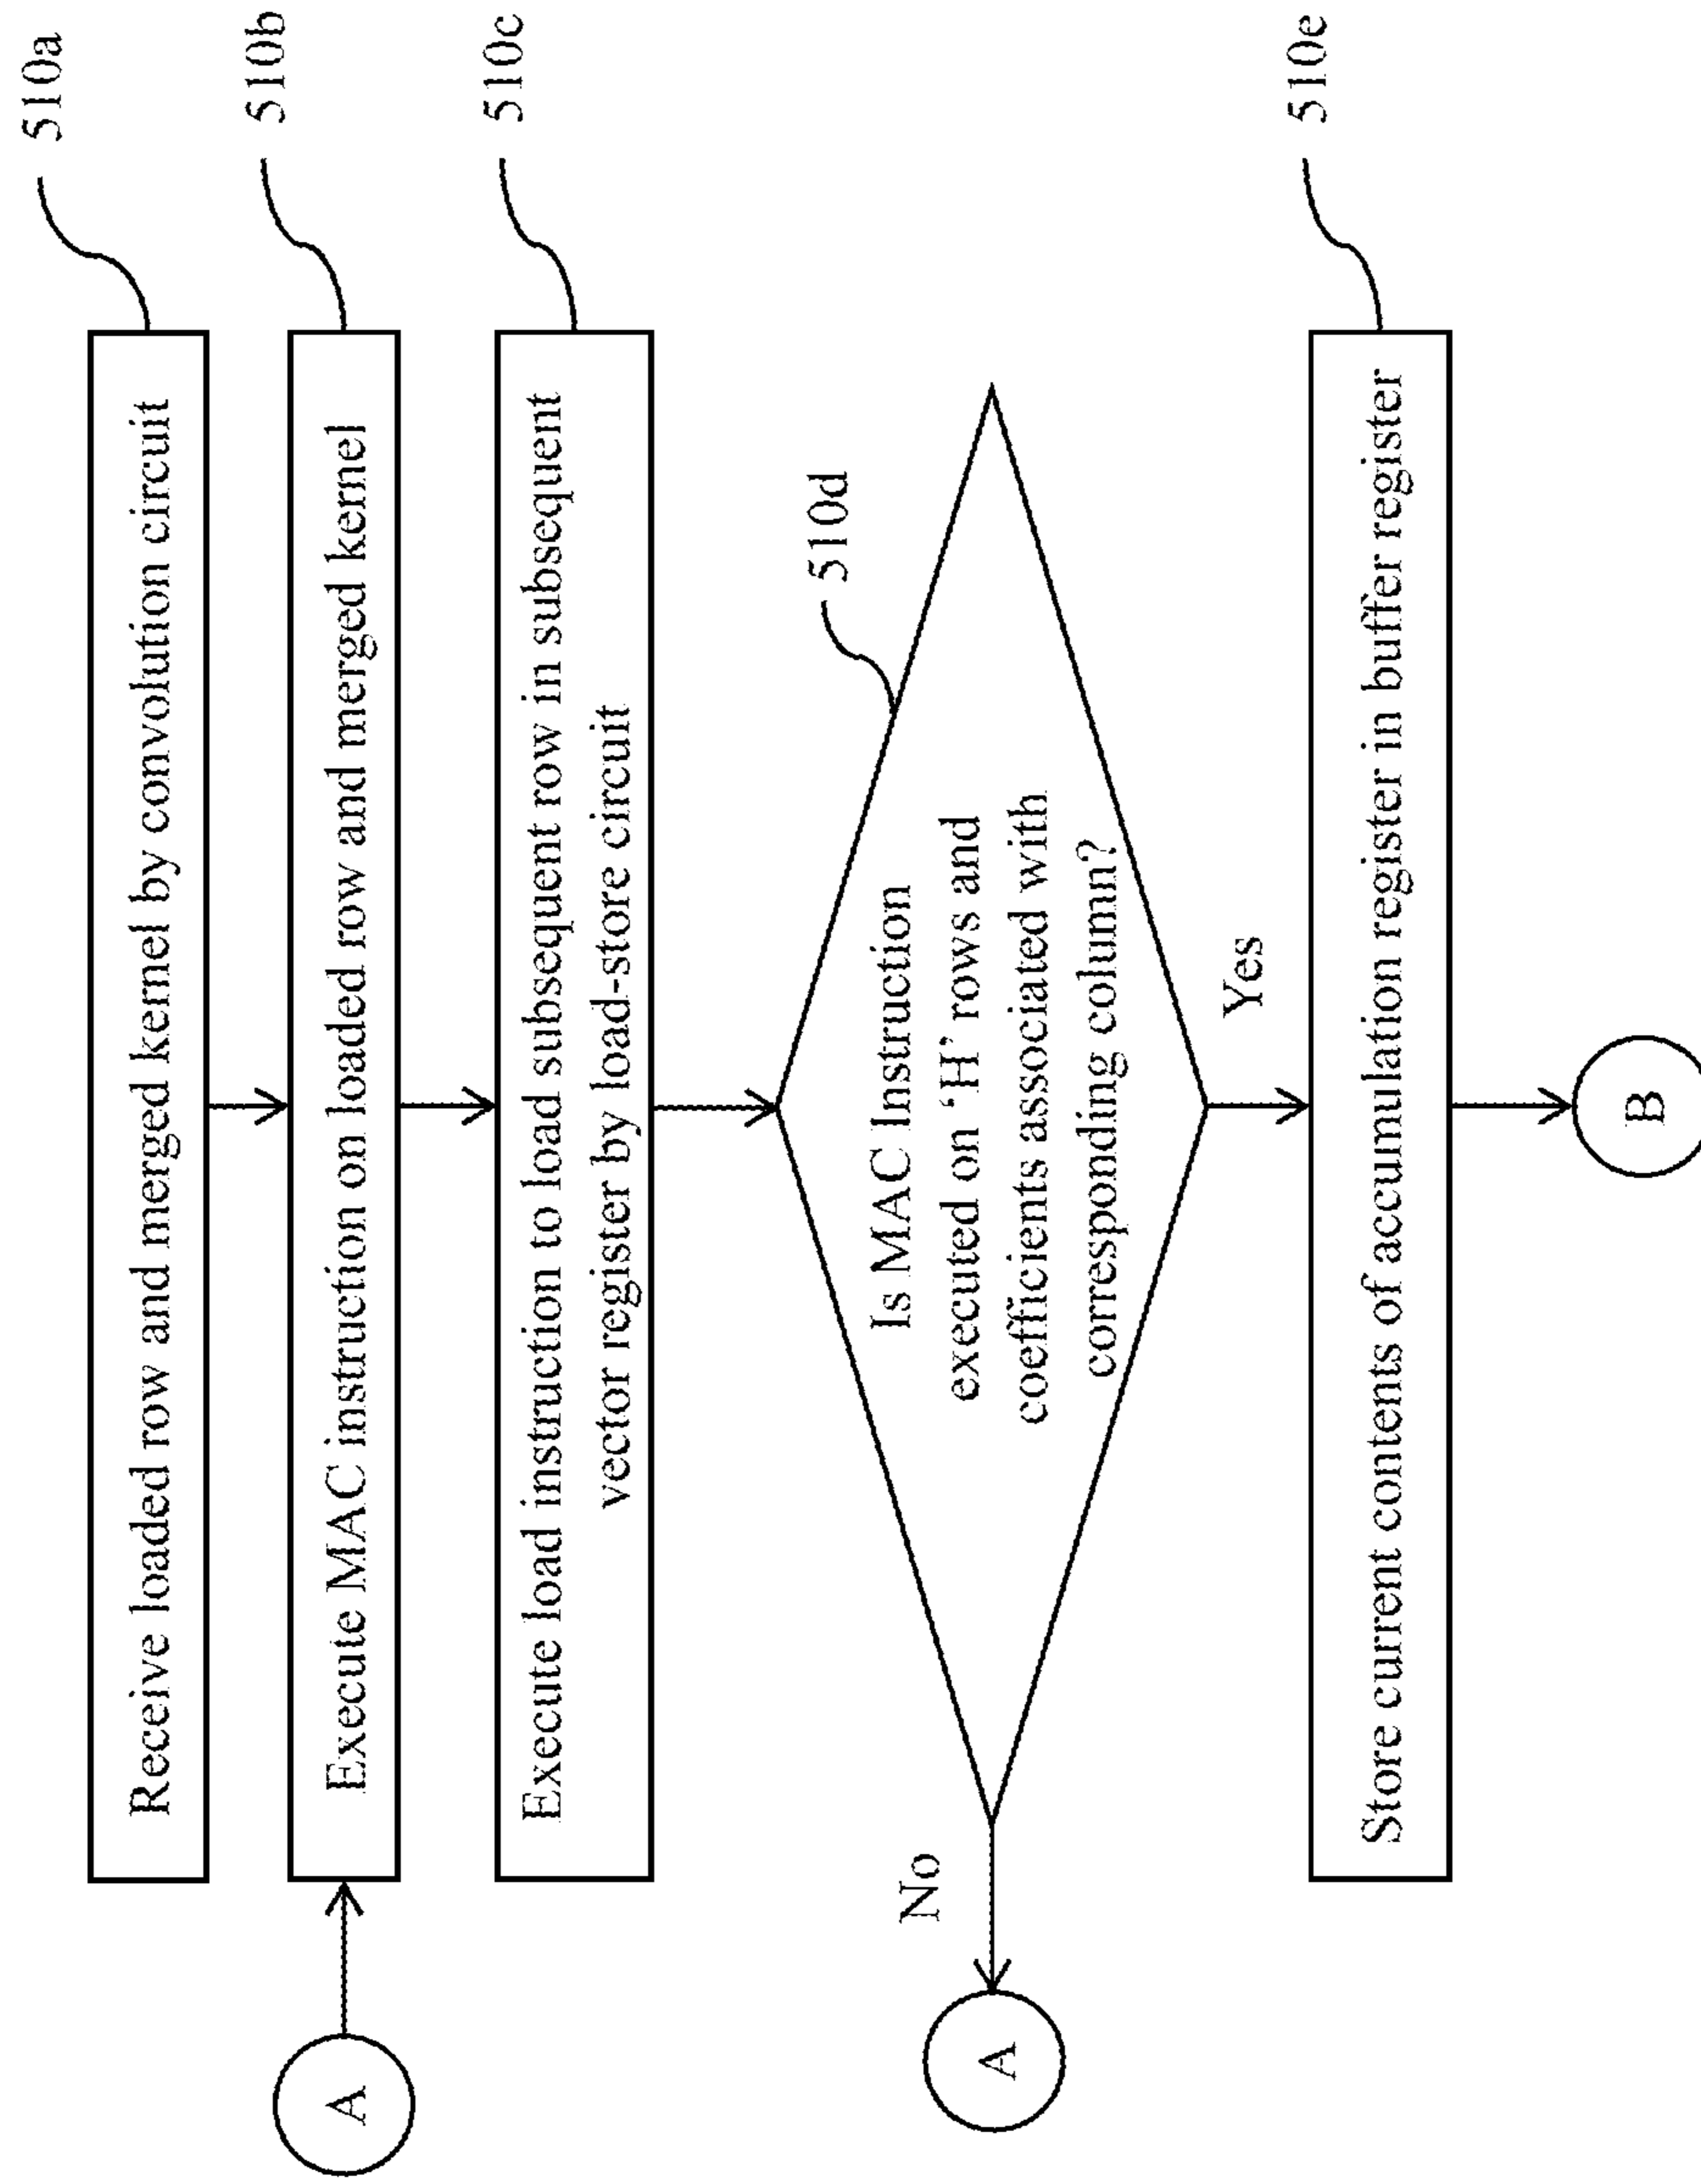 Receive loaded row and merged kernel by convolution circuit
510a
A
Execute MAC instruction on loaded row and merged kernel
510b
Execute load instruction to load subsequent row in subsequent
vector register by load-store circuit
510c
Is MAC Instruction
executed on ‘H’ rows and
coefficients associated with
corresponding column?
510d
No
A
Yes
Store current contents of accumulation register in buffer register
510e
B